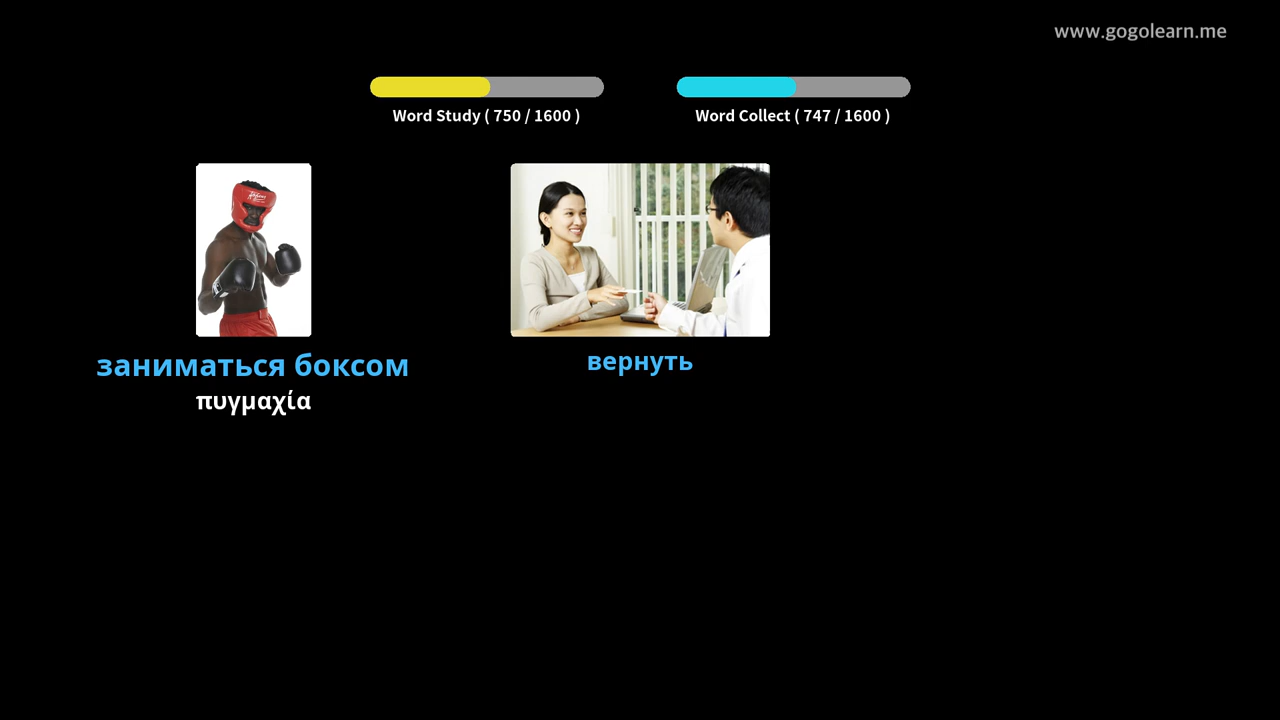 www.gogolearn.me
Word Study ( 750 / 1600 )
Word Collect ( 747 / 1600 )
заниматься боксом
πυγμαχία
вернуть